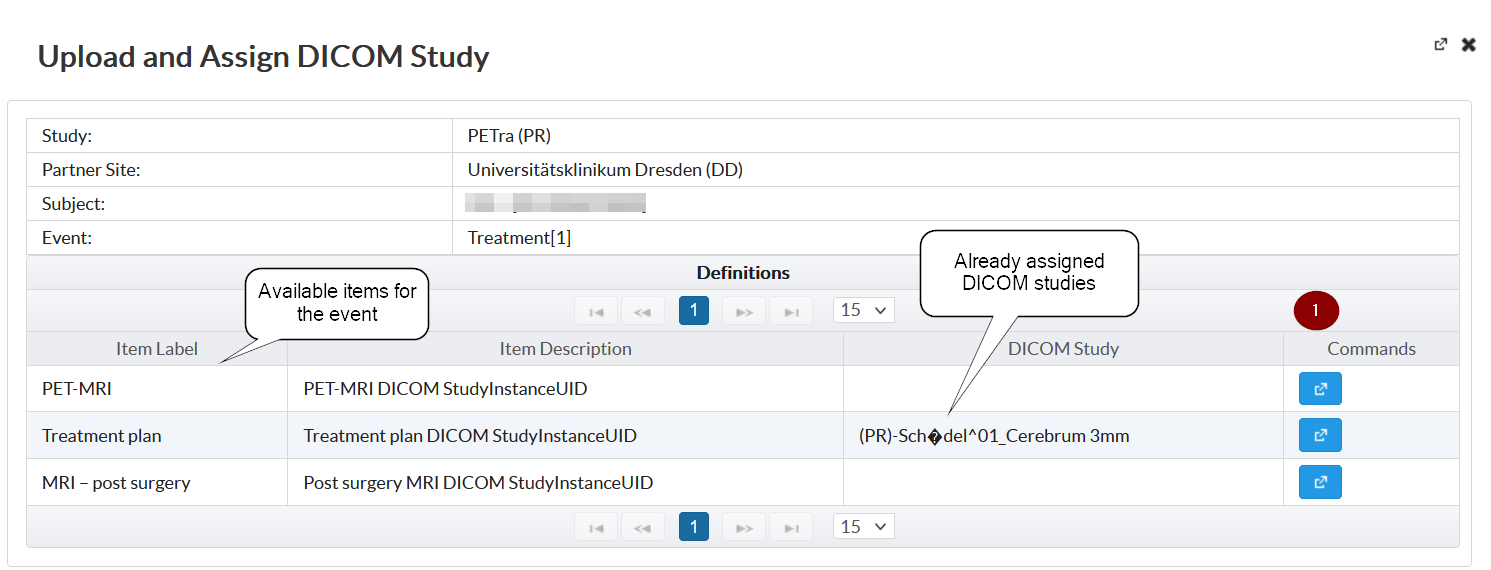 Upload and Assign DICOM Study
Study: PETra (PR)
Partner Site: Universitätsklinikum Dresden (DD)
Subject:
Event: Treatment[1]
Already assigned
DICOM studies
Definitions
Available items for
the event
1 15 1
Item Label Item Description DICOM Study Commands
PET-MRI PET-MRI DICOM StudyInstanceUID
Treatment plan Treatment plan DICOM StudyInstanceUID (PR)-Sch�del^01_Cerebrum 3mm
MRI – post surgery Post surgery MRI DICOM StudyInstanceUID
1 15